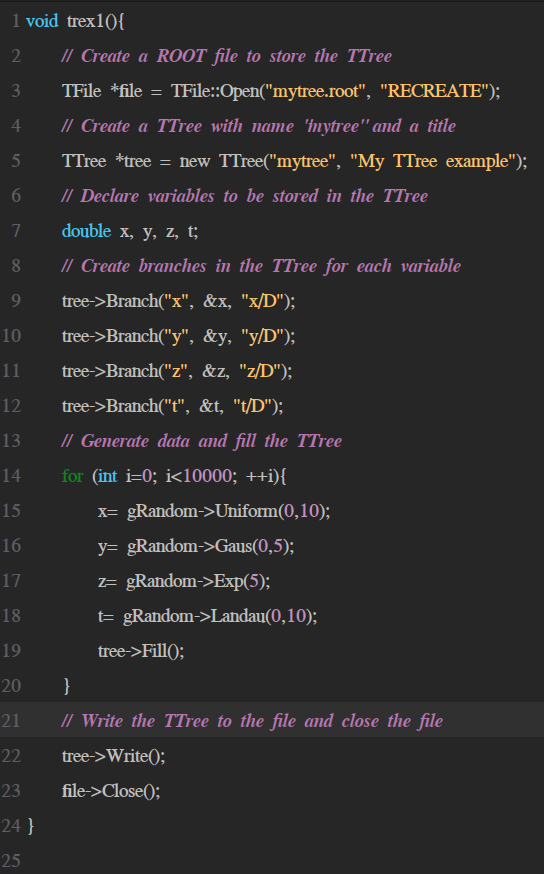 1 void trex1(){
2 // Create a ROOT file to store the TTree
3 TFile *file = TFile::Open("mytree.root", "RECREATE");
4 // Create a TTree with name "mytree" and a title
5 TTree *tree = new TTree("mytree", "My TTree example");
6 // Declare variables to be stored in the TTree
7 double x, y, z, t;
8 // Create branches in the TTree for each variable
9 tree->Branch("x", &x, "x/D");
10 tree->Branch("y", &y, "y/D");
11 tree->Branch("z", &z, "z/D");
12 tree->Branch("t", &t, "t/D");
13 // Generate data and fill the TTree
14 for (int i=0; i<10000; ++i){
15 x= gRandom->Uniform(0,10);
16 y= gRandom->Gaus(0,5);
17 z= gRandom->Exp(5);
18 t= gRandom->Landau(0,10);
19 tree->Fill();
20 }
21 // Write the TTree to the file and close the file
22 tree->Write();
23 file->Close();
24 }
25